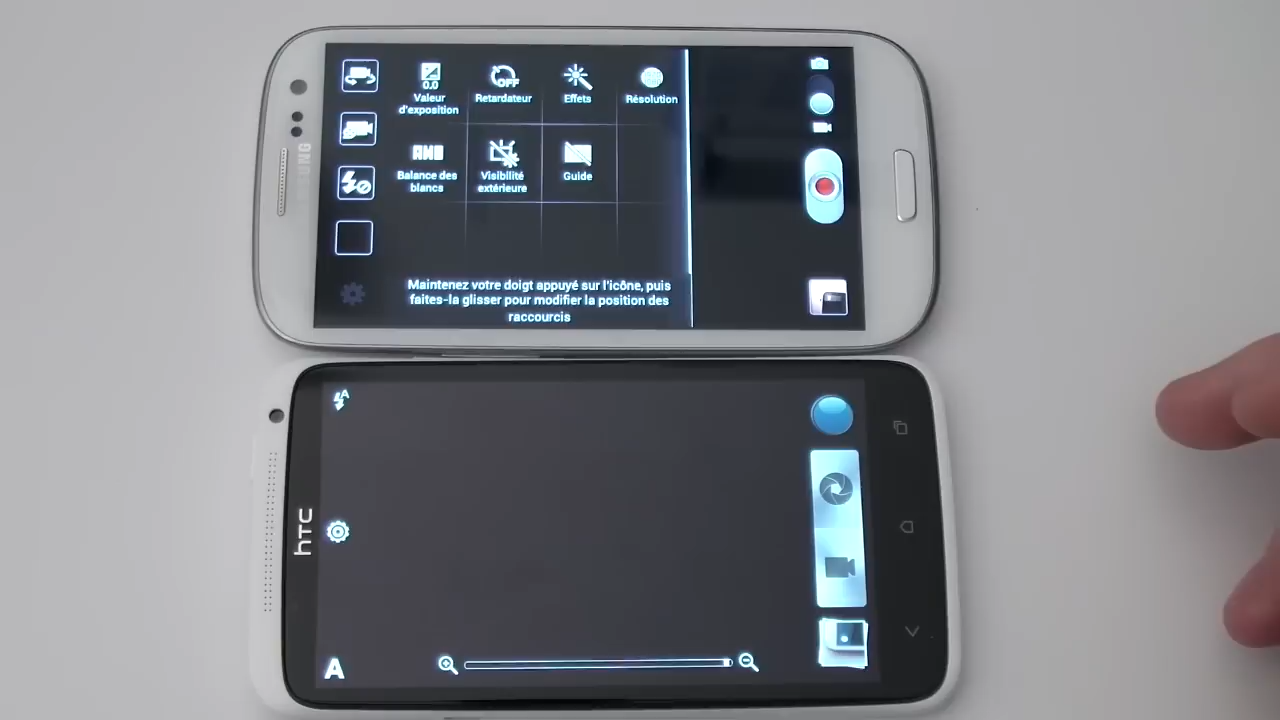 SAMSUNG
0.0
Valeur
d'exposition
OFF
Retardateur
Effets
Résolution
Balance des
blancs
Visibilité
extérieure
Guide
Maintenez votre doigt appuyé sur l'icône, puis
faites-la glisser pour modifier la position des
raccourcis
A
hTC
A